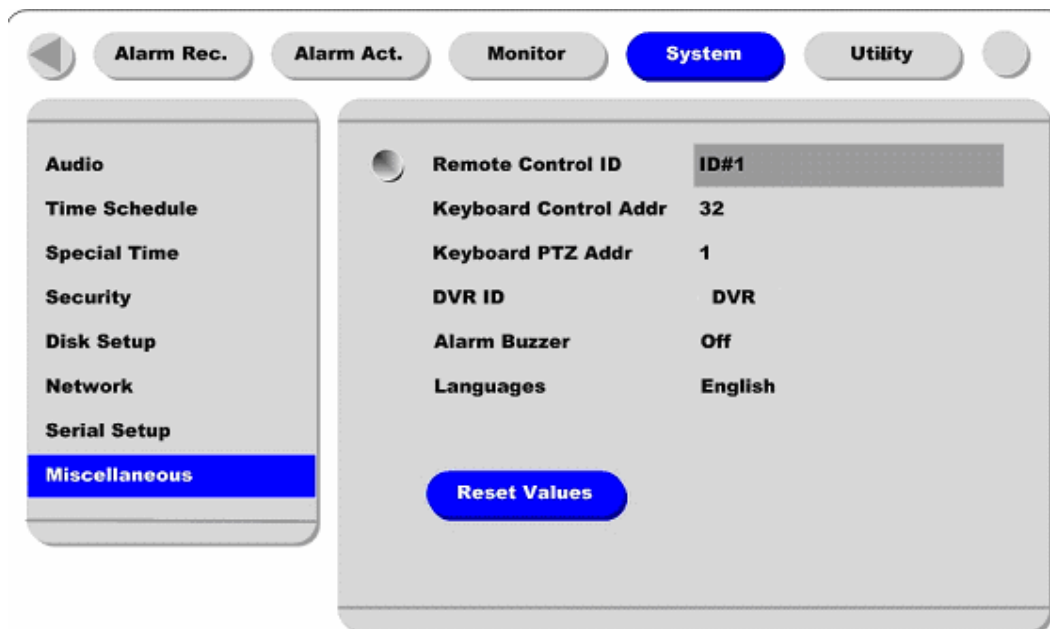 Alarm Rec. Alarm Act. Monitor System Utility
Audio
Time Schedule
Special Time
Security
Disk Setup
Network
Serial Setup
Miscellaneous
Remote Control ID ID#1
Keyboard Control Addr 32
Keyboard PTZ Addr 1
DVR ID DVR
Alarm Buzzer Off
Languages English
Reset Values